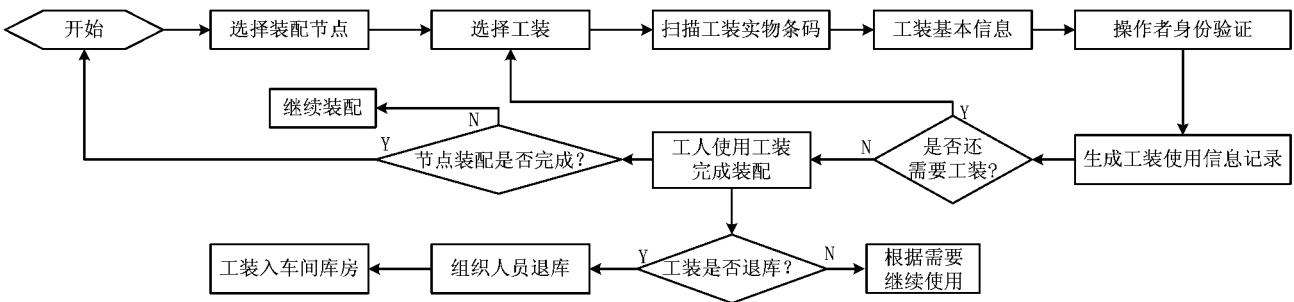 开始
选择装配节点
选择工装
扫描工装实物条码
工装基本信息
操作者身份验证
继续装配
N
Y
Y
节点装配是否完成？
工人使用工装
完成装配
N
是否还
需要工装?
生成工装使用信息记录
工装入车间库房
组织人员退库
Y
工装是否退库？
N
根据需要
继续使用